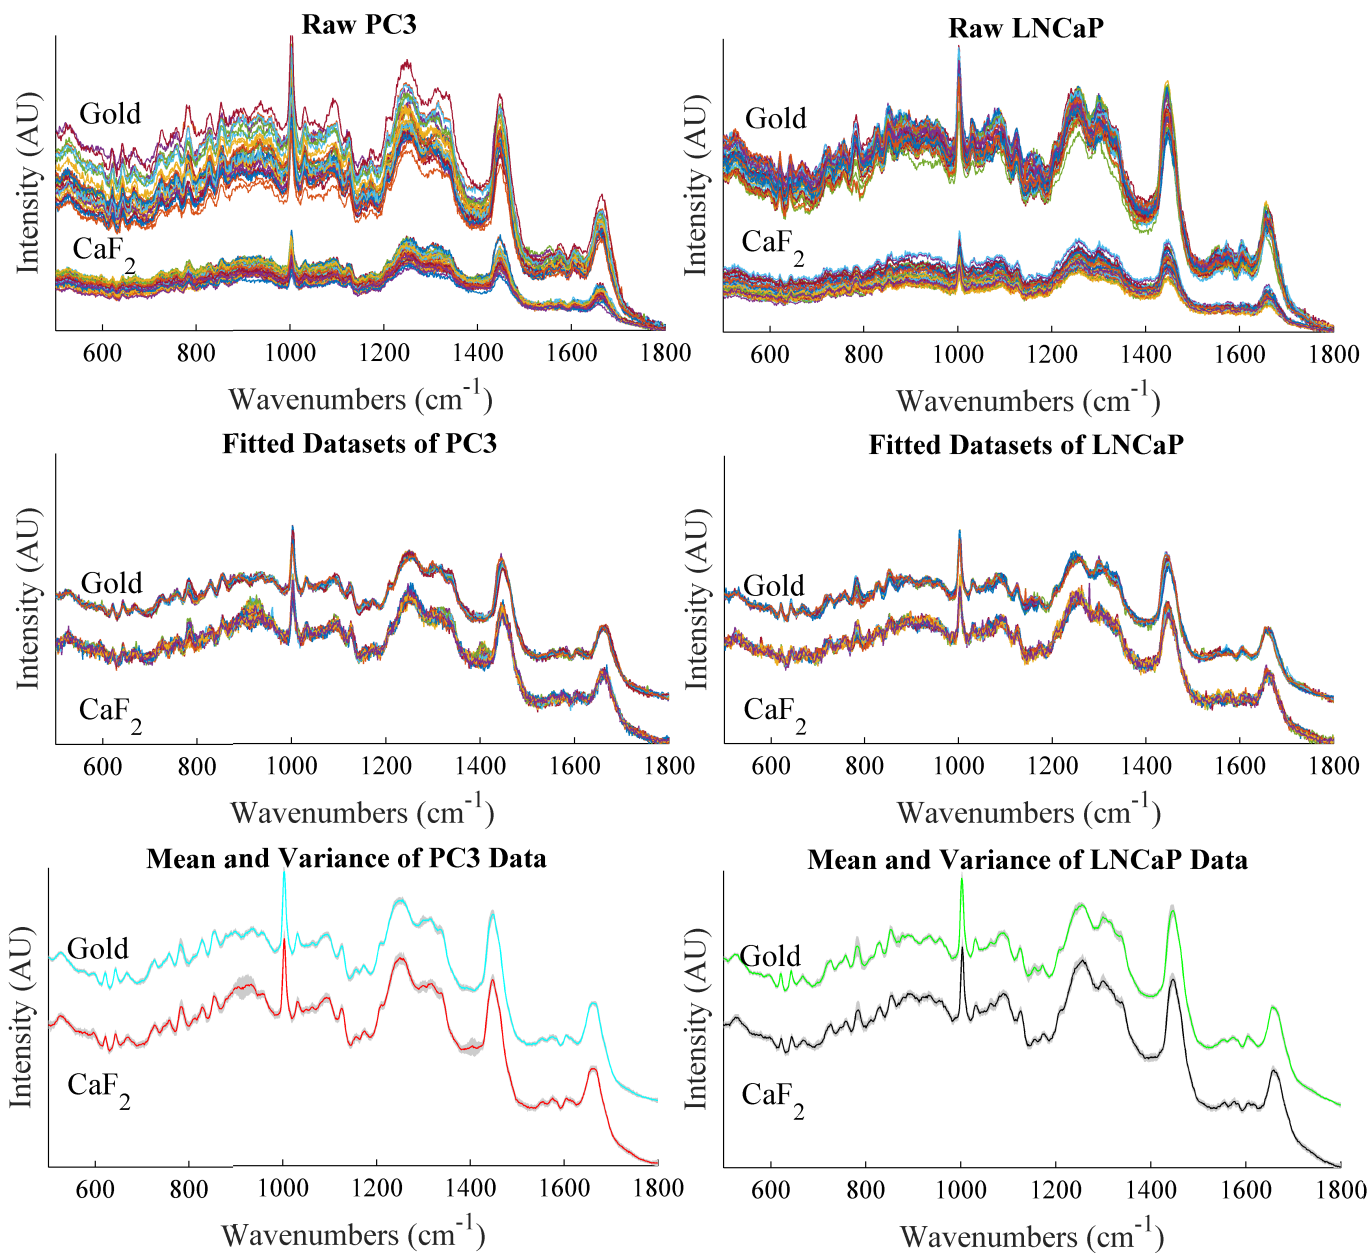 Raw PC3
Intensity (AU)
Gold
CaF2
600 800 1000 1200 1400 1600 1800
Wavenumbers (cm-1)
Raw LNCaP
Intensity (AU)
Gold
CaF2
600 800 1000 1200 1400 1600 1800
Wavenumbers (cm-1)
Fitted Datasets of PC3
Intensity (AU)
Gold
CaF2
600 800 1000 1200 1400 1600 1800
Wavenumbers (cm-1)
Fitted Datasets of LNCaP
Intensity (AU)
Gold
CaF2
600 800 1000 1200 1400 1600 1800
Wavenumbers (cm-1)
Mean and Variance of PC3 Data
Intensity (AU)
Gold
CaF2
600 800 1000 1200 1400 1600 1800
Wavenumbers (cm-1)
Mean and Variance of LNCaP Data
Intensity (AU)
Gold
CaF2
600 800 1000 1200 1400 1600 1800
Wavenumbers (cm-1)